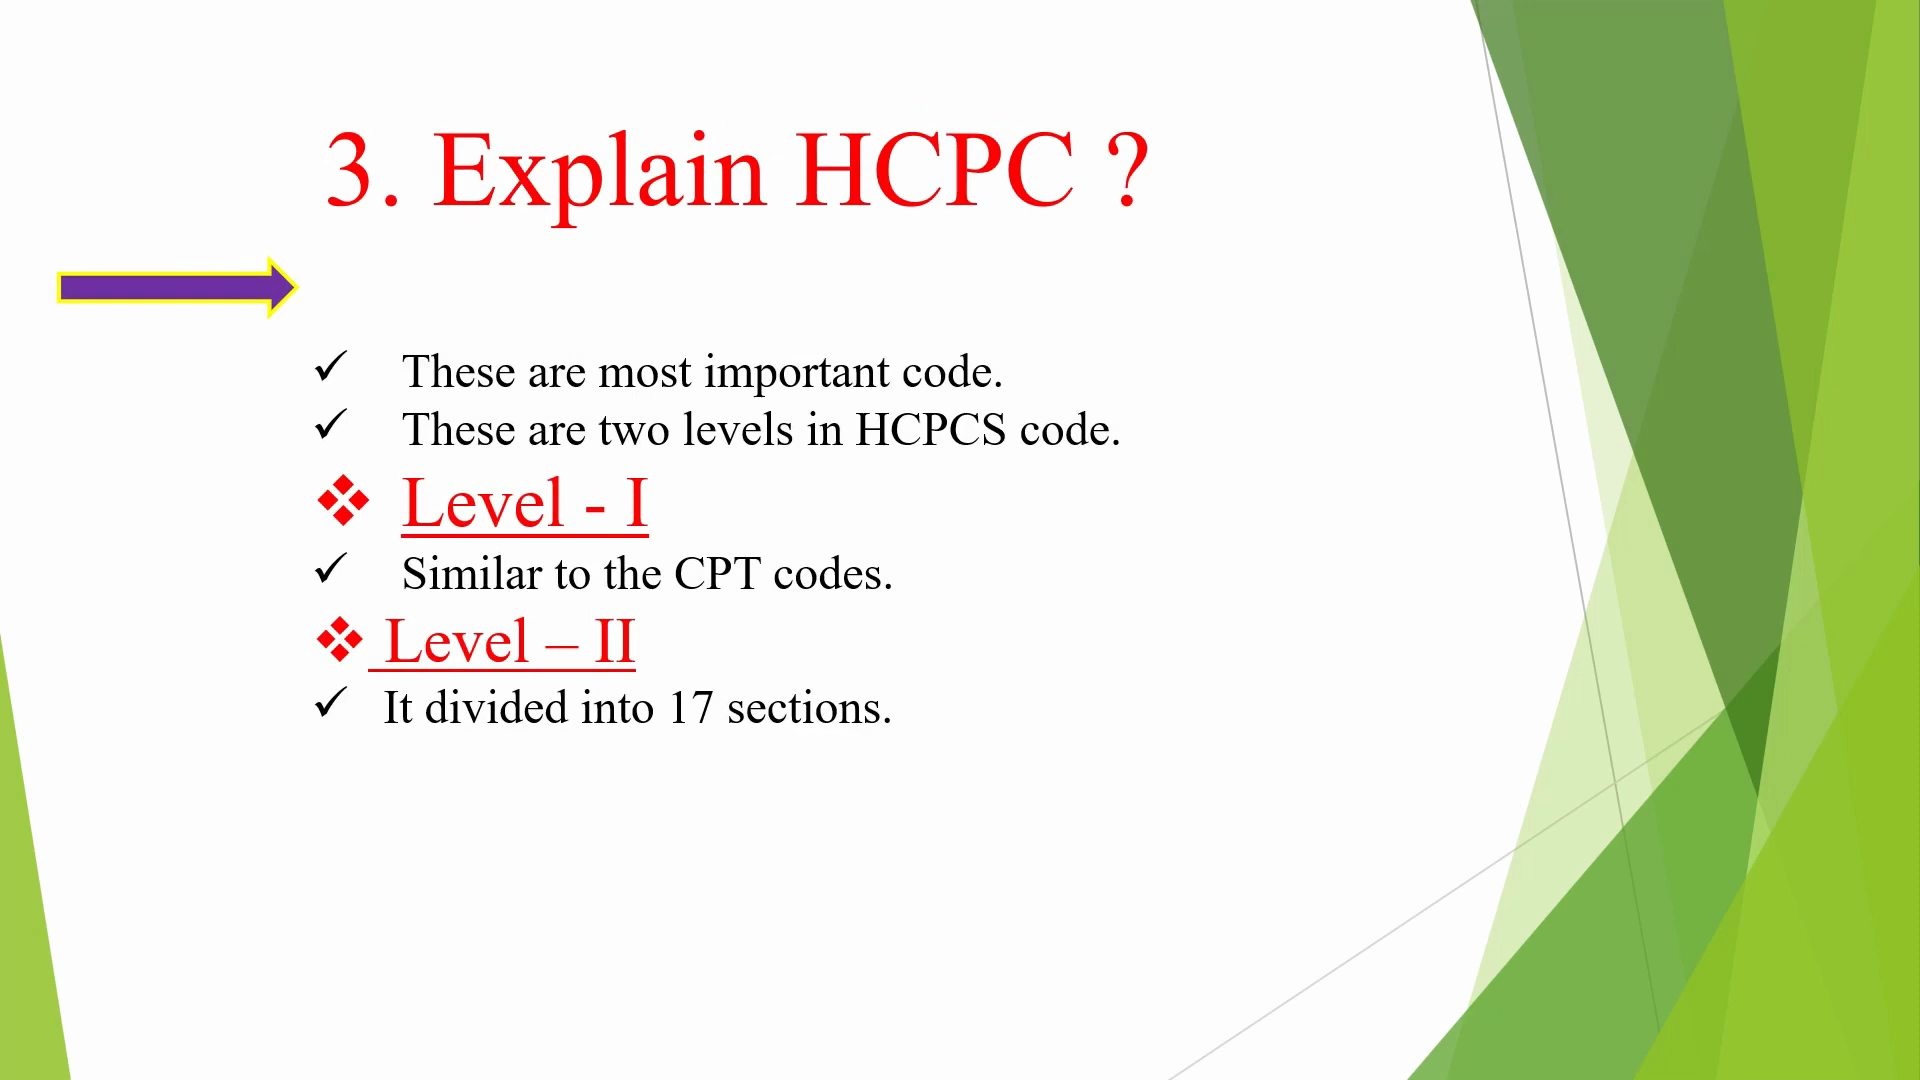 3. Explain HCPC ?
✓ These are most important code.
✓ These are two levels in HCPCS code.
❖ Level - I
✓ Similar to the CPT codes.
❖ Level – II
✓ It divided into 17 sections.